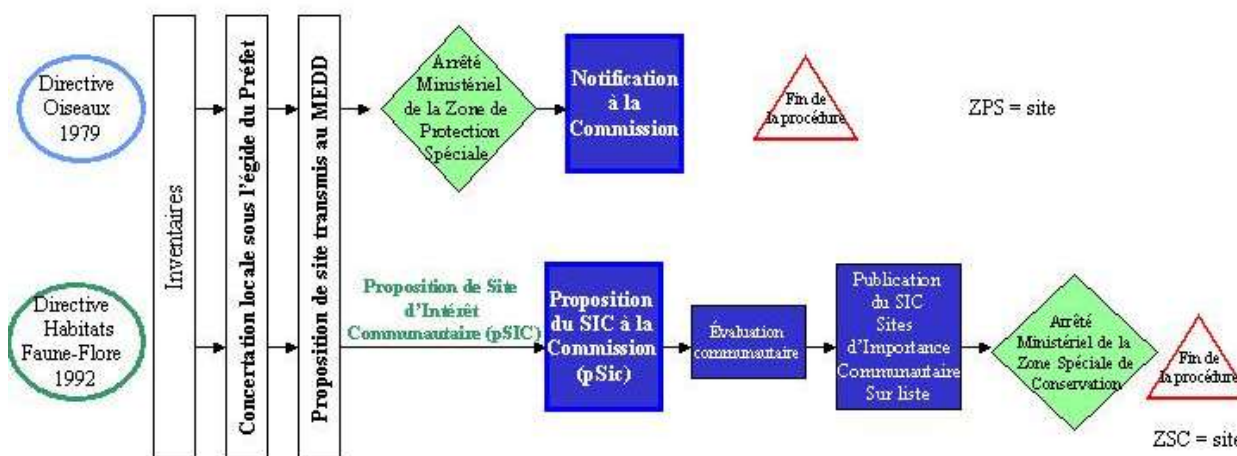 Directive
Oiseaux
1979
Inventaires
Concertation locale sous l'égide du Préfet
Proposition de site transmis au MEDD
Arrêté
Ministériel
de la Zone de
Protection
Spéciale
Notification
à la
Commission
Fin de
la procédure
ZPS = site
Directive
Habitats
Faune-Flore
1992
Proposition de Site
d'Intérêt
Communautaire (pSIC)
Proposition
du SIC à la
Commission
(pSic)
Évaluation
communautaire
Publication
du SIC
Sites
d'Importance
Communautaire
Sur liste
Arrêté
Ministériel de la
Zone Spéciale de
Conservation
Fin de
la procédure
ZSC = site